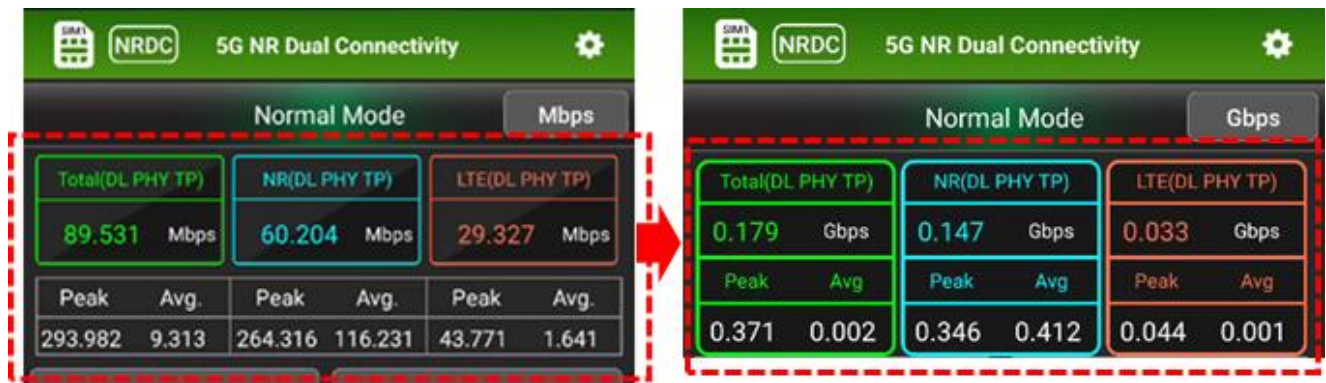 SIM1 NRDC 5G NR Dual Connectivity
Normal Mode Mbps
Total(DL PHY TP) NR(DL PHY TP) LTE(DL PHY TP)
89.531 Mbps 60.204 Mbps 29.327 Mbps
Peak Avg. Peak Avg. Peak Avg.
293.982 9.313 264.316 116.231 43.771 1.641
SIM1 NRDC 5G NR Dual Connectivity
Normal Mode Gbps
Total(DL PHY TP) NR(DL PHY TP) LTE(DL PHY TP)
0.179 Gbps 0.147 Gbps 0.033 Gbps
Peak Avg Peak Avg Peak Avg
0.371 0.002 0.346 0.412 0.044 0.001